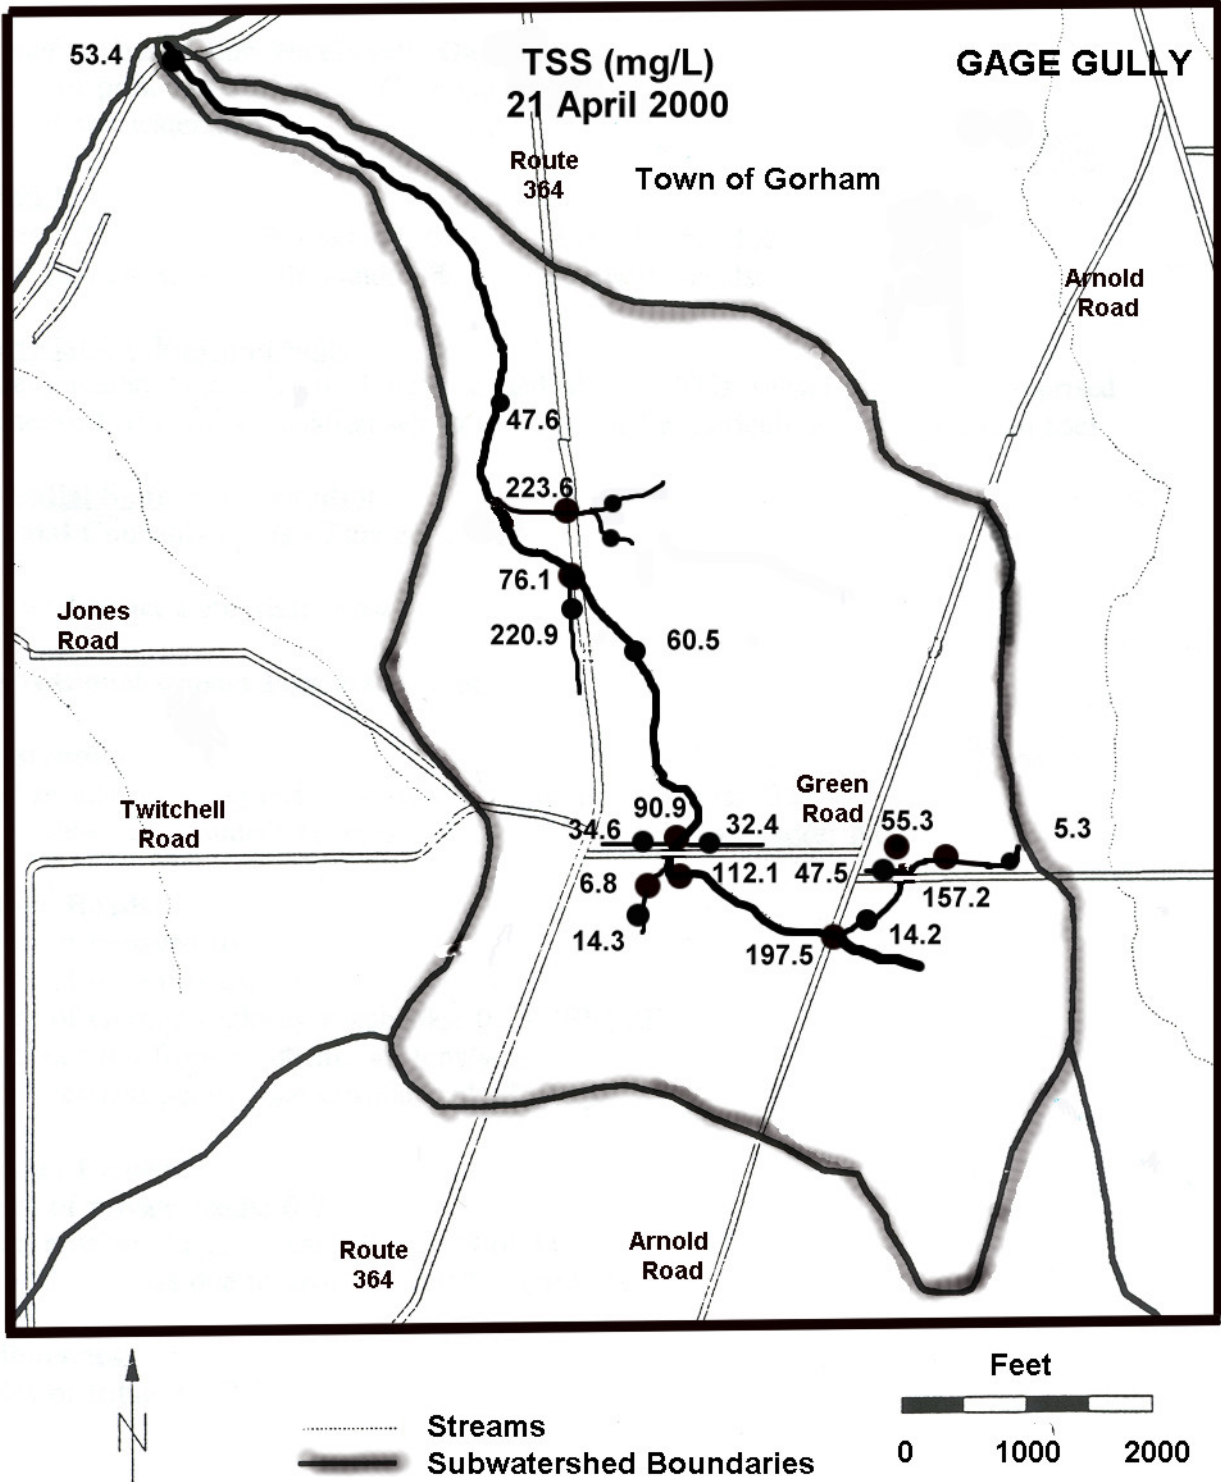 53.4
TSS (mg/L)
21 April 2000
GAGE GULLY
Route
364
Town of Gorham
Arnold
Road
47.6
223.6
76.1
220.9
60.5
Jones
Road
Twitchell
Road
Green
Road
90.9
34.6
32.4
55.3
5.3
6.8
112.1
47.5
157.2
14.3
197.5
14.2
Route
364
Arnold
Road
N
Streams
Subwatershed Boundaries
Feet
0 1000 2000